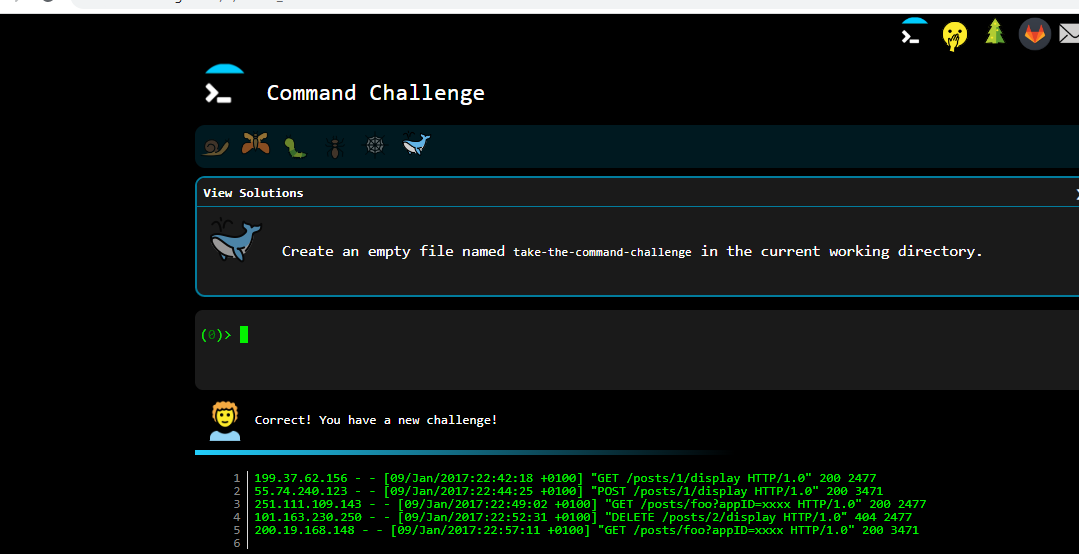 Command Challenge
View Solutions
Create an empty file named take-the-command-challenge in the current working directory.
(0)>
Correct! You have a new challenge!
1 199.37.62.156 - - [09/Jan/2017:22:42:18 +0100] "GET /posts/1/display HTTP/1.0" 200 2477
2 55.74.240.123 - - [09/Jan/2017:22:44:25 +0100] "POST /posts/1/display HTTP/1.0" 200 3471
3 251.111.109.143 - - [09/Jan/2017:22:49:02 +0100] "GET /posts/foo?appID=xxxx HTTP/1.0" 200 2477
4 101.163.230.250 - - [09/Jan/2017:22:52:31 +0100] "DELETE /posts/2/display HTTP/1.0" 404 2477
5 200.19.168.148 - - [09/Jan/2017:22:57:11 +0100] "GET /posts/foo?appID=xxxx HTTP/1.0" 200 3471
6